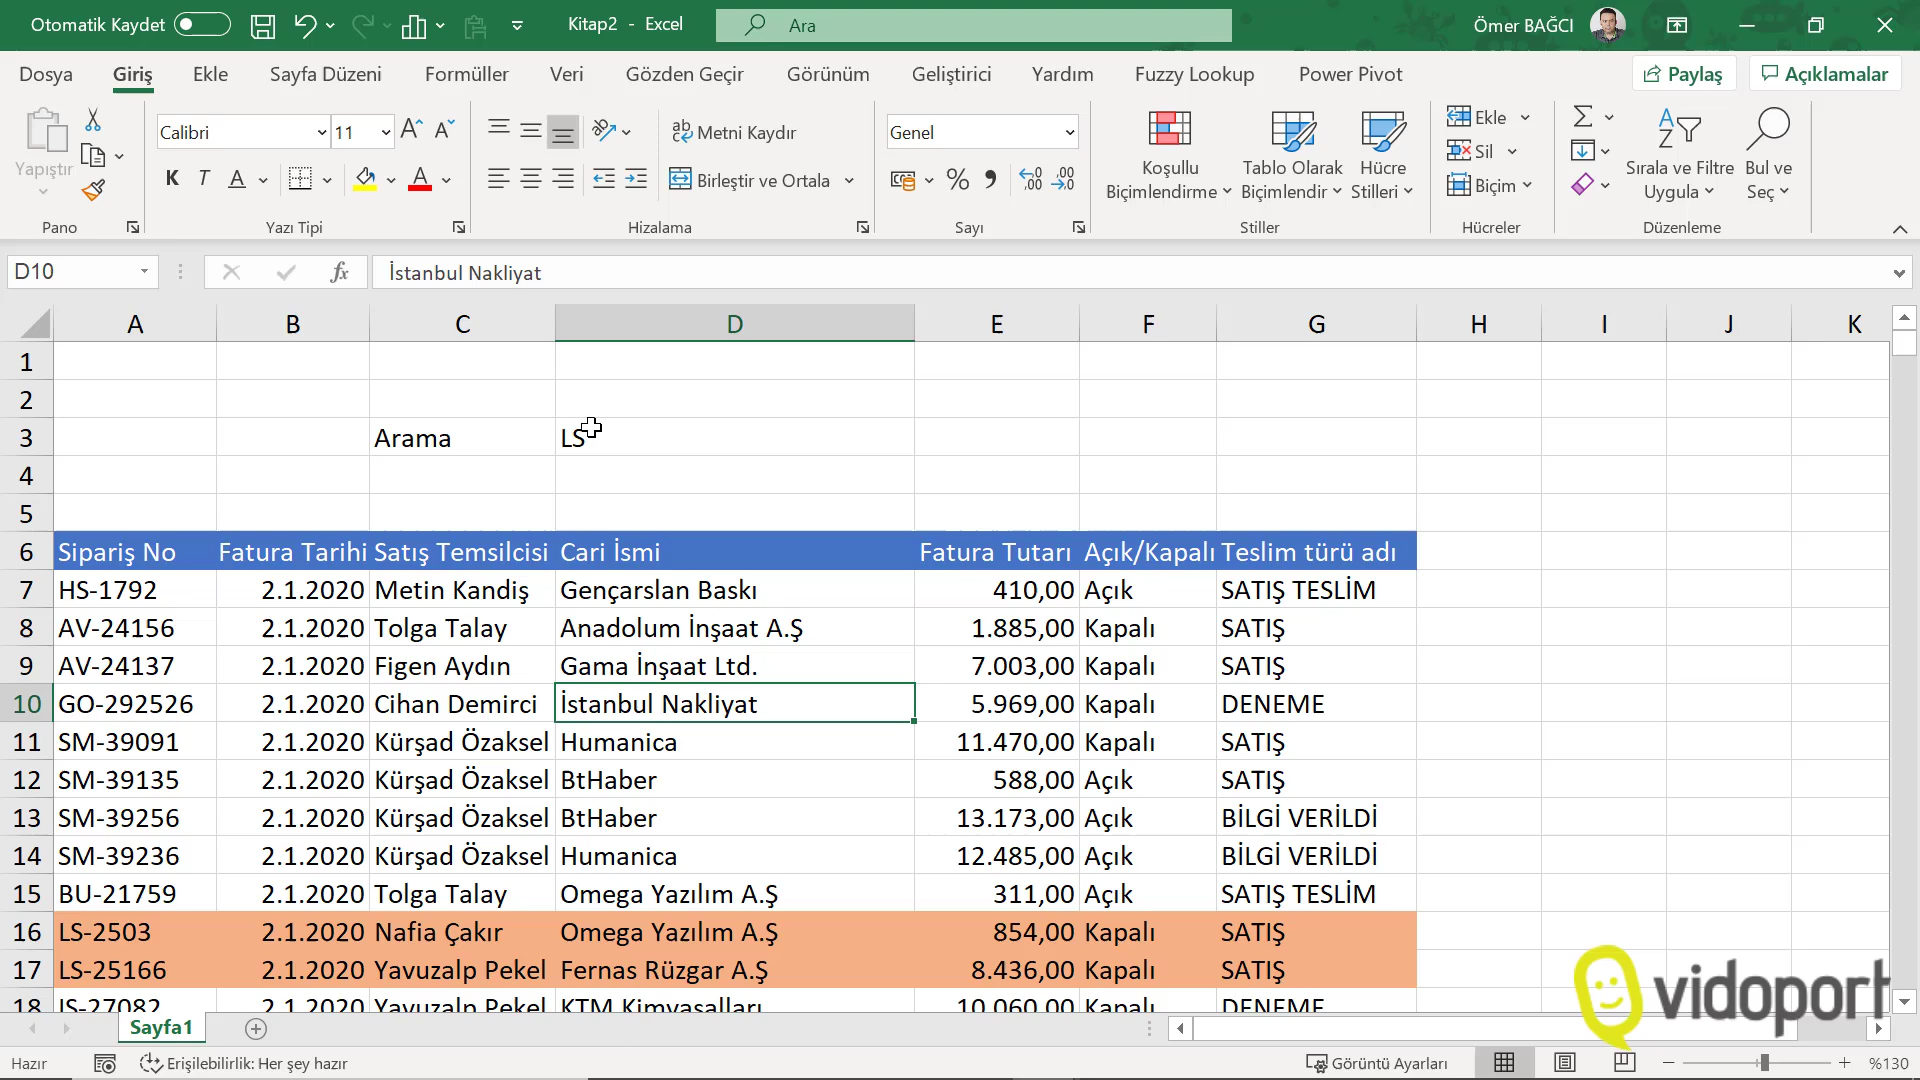 Otomatik Kaydet Kitap2 - Excel Ara Ömer BAĞCI
Dosya Giriş Ekle Sayfa Düzeni Formüller Veri Gözden Geçir Görünüm Geliştirici Yardım Fuzzy Lookup Power Pivot Paylaş Açıklamalar
Yapıştır
Pano
Calibri 11
K T A A
Yazı Tipi
Metni Kaydır
Birleştir ve Ortala
Hizalama
Genel
% 000
Sayı
Koşullu Biçimlendirme
Tablo Olarak Biçimlendir
Hücre Stilleri
Stiller
Ekle
Sil
Biçim
Hücreler
Sırala ve Filtre Uygula
Bul ve Seç
Düzenleme
D10 fx İstanbul Nakliyat
A B C D E F G H I J K
1
2
3 Arama LS
4
5
6 Sipariş No Fatura Tarihi Satış Temsilcisi Cari İsmi Fatura Tutarı Açık/Kapalı Teslim türü adı
7 HS-1792 2.1.2020 Metin Kandiş Gençarslan Baskı 410,00 Açık SATIŞ TESLİM
8 AV-24156 2.1.2020 Tolga Talay Anadolum İnşaat A.Ş 1.885,00 Kapalı SATIŞ
9 AV-24137 2.1.2020 Figen Aydın Gama İnşaat Ltd. 7.003,00 Kapalı SATIŞ
10 GO-292526 2.1.2020 Cihan Demirci İstanbul Nakliyat 5.969,00 Kapalı DENEME
11 SM-39091 2.1.2020 Kürşad Özaksel Humanica 11.470,00 Kapalı SATIŞ
12 SM-39135 2.1.2020 Kürşad Özaksel BtHaber 588,00 Açık SATIŞ
13 SM-39256 2.1.2020 Kürşad Özaksel BtHaber 13.173,00 Açık BİLGİ VERİLDİ
14 SM-39236 2.1.2020 Kürşad Özaksel Humanica 12.485,00 Açık BİLGİ VERİLDİ
15 BU-21759 2.1.2020 Tolga Talay Omega Yazılım A.Ş 311,00 Açık SATIŞ TESLİM
16 LS-2503 2.1.2020 Nafia Çakır Omega Yazılım A.Ş 854,00 Kapalı SATIŞ
17 LS-25166 2.1.2020 Yavuzalp Pekel Fernas Rüzgar A.Ş 8.436,00 Kapalı SATIŞ
18 IS-27082 2.1.2020 Yavuzalp Pekel KTM Kimyasalları 10.060,00 Kapalı DENEME
vidoport
Sayfa1
Hazır Erişilebilirlik: Her şey hazır Görüntü Ayarları %130